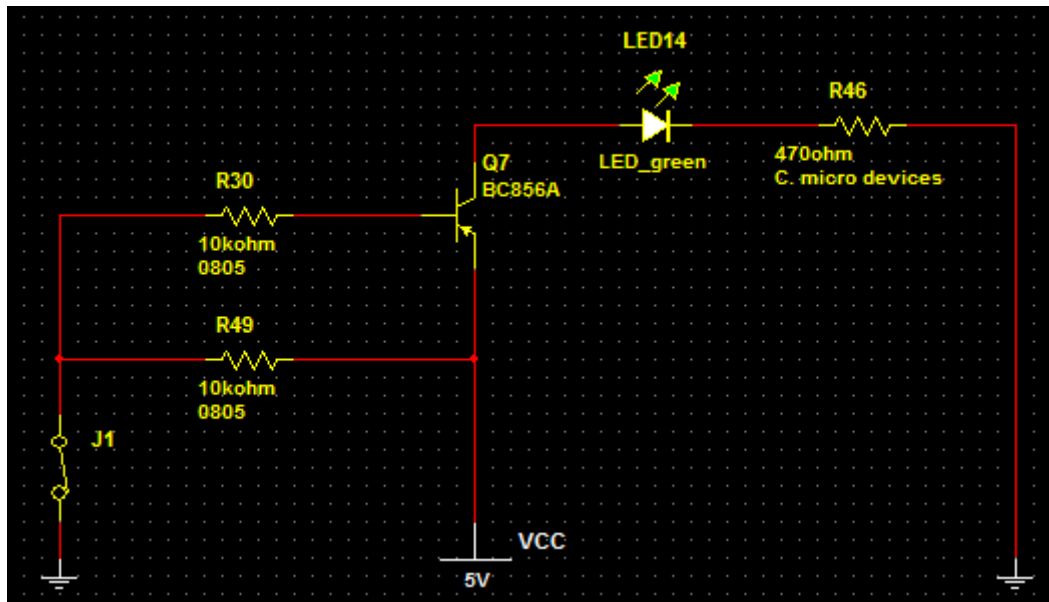 LED14
R46
LED_green
470ohm
C. micro devices
Q7
BC856A
R30
10kohm
0805
R49
10kohm
0805
J1
VCC
5V